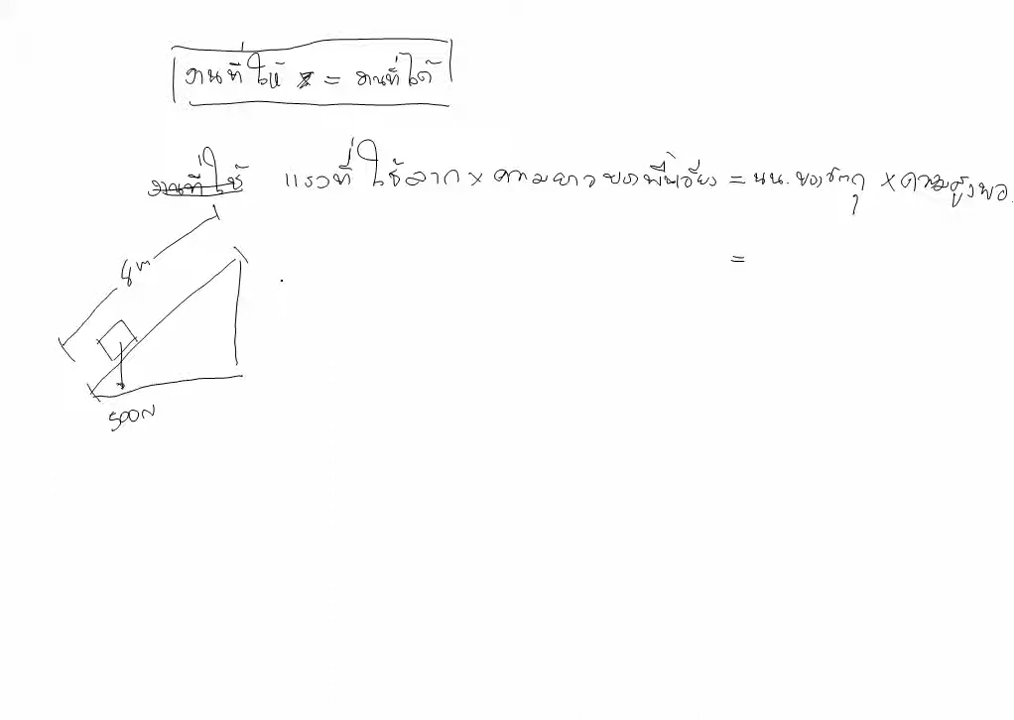 งานที่ให้ = งานที่ได้
งานที่ใช้ แรงที่ใช้ลาก × ความยาวของพื้นเอียง = นน. ของวัตถุ × ความสูงของ
=
8 m
500N